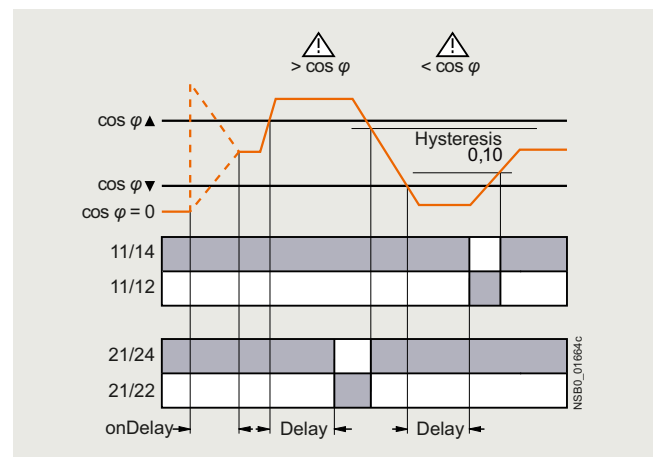 > cos φ
< cos φ
cos φ ▲
Hysteresis
0,10
cos φ ▼
cos φ = 0
11/14
11/12
21/24
21/22
onDelay
Delay
Delay
NSB0_01664c